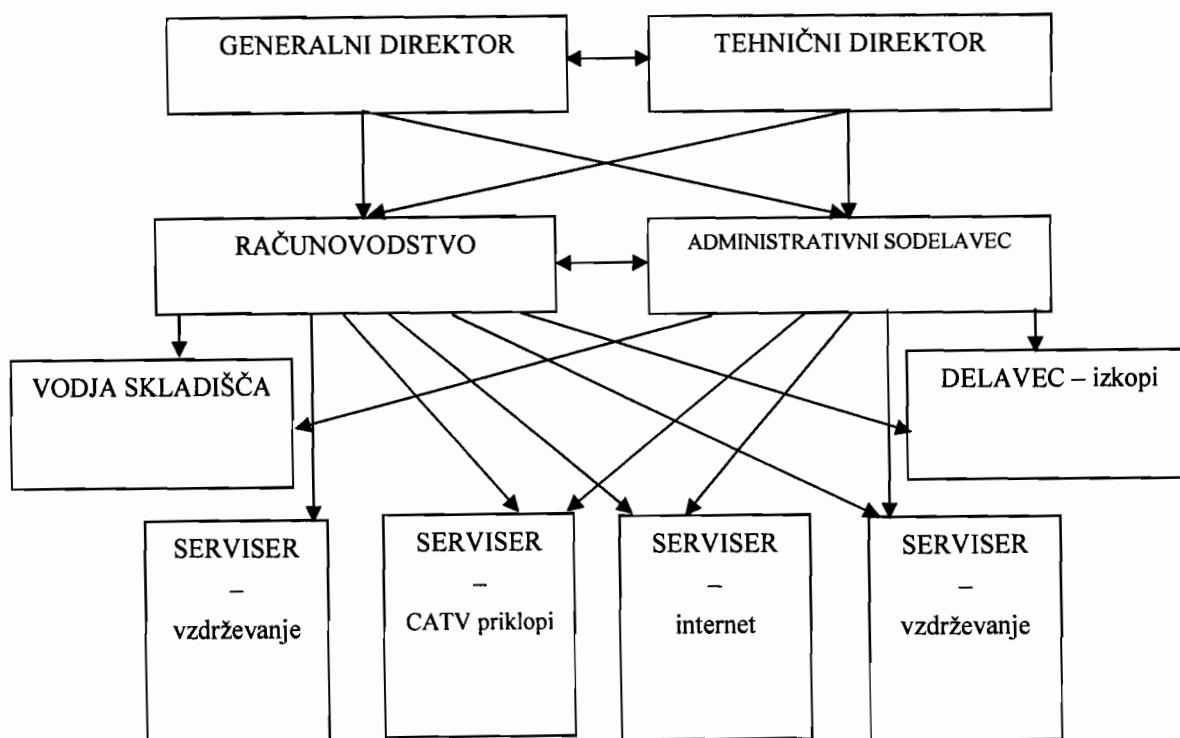 GENERALNI DIREKTOR
TEHNIČNI DIREKTOR
RAČUNOVODSTVO
ADMINISTRATIVNI SODELAVEC
VODJA SKLADIŠČA
DELAVEC – izkopi
SERVISER
–
vzdrževanje
SERVISER
–
CATV priklopi
SERVISER
–
internet
SERVISER
–
vzdrževanje